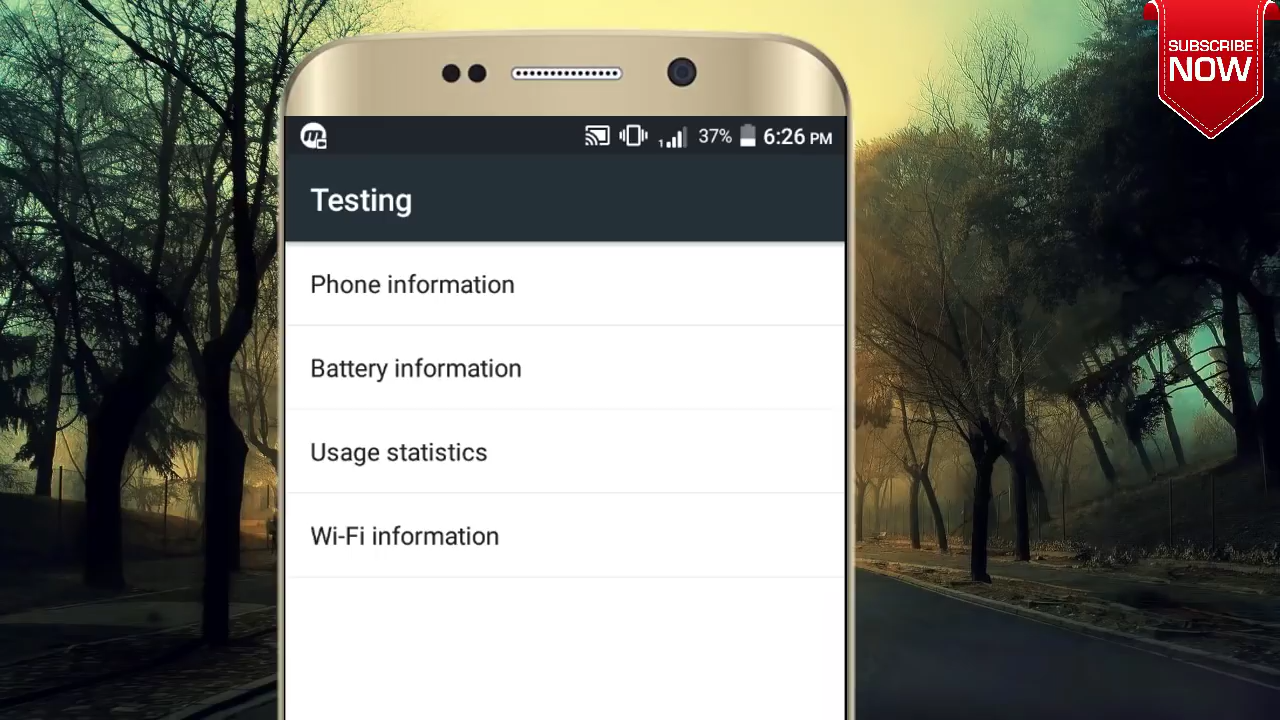 SUBSCRIBE
NOW
37% 6:26 PM
Testing
Phone information
Battery information
Usage statistics
Wi-Fi information